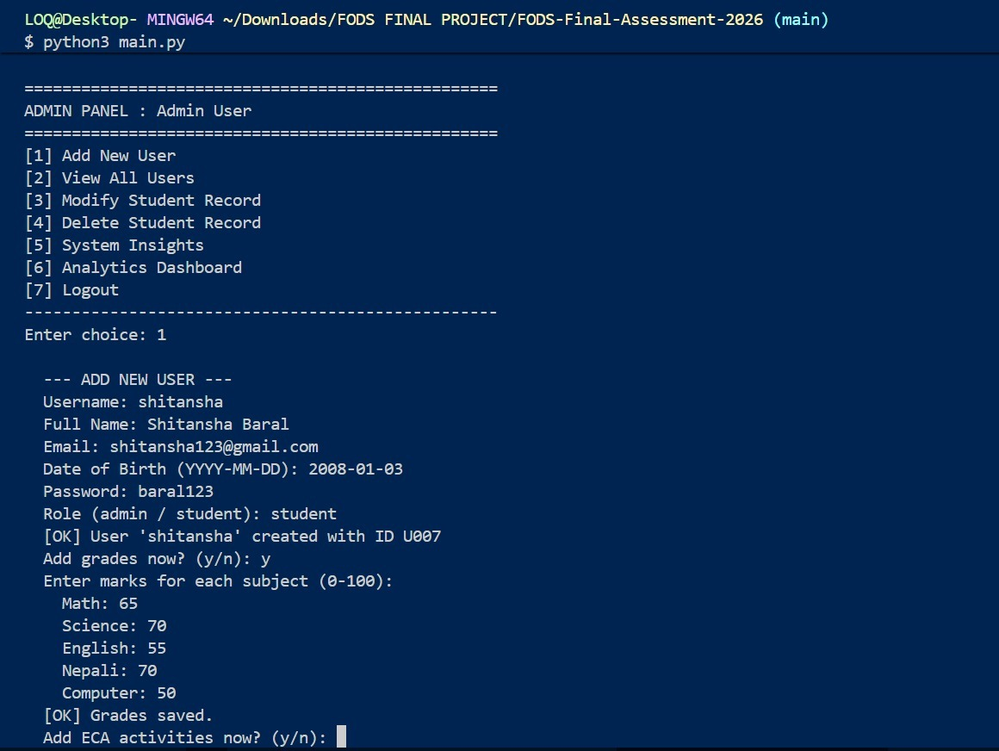 LOQ@Desktop- MINGW64 ~/Downloads/FODS FINAL PROJECT/FODS-Final-Assessment-2026 (main)
$ python3 main.py
==================================================
ADMIN PANEL : Admin User
==================================================
[1] Add New User
[2] View All Users
[3] Modify Student Record
[4] Delete Student Record
[5] System Insights
[6] Analytics Dashboard
[7] Logout
--------------------------------------------------
Enter choice: 1
--- ADD NEW USER ---
Username: shitansha
Full Name: Shitansha Baral
Email: shitansha123@gmail.com
Date of Birth (YYYY-MM-DD): 2008-01-03
Password: baral123
Role (admin / student): student
[OK] User 'shitansha' created with ID U007
Add grades now? (y/n): y
Enter marks for each subject (0-100):
Math: 65
Science: 70
English: 55
Nepali: 70
Computer: 50
[OK] Grades saved.
Add ECA activities now? (y/n):